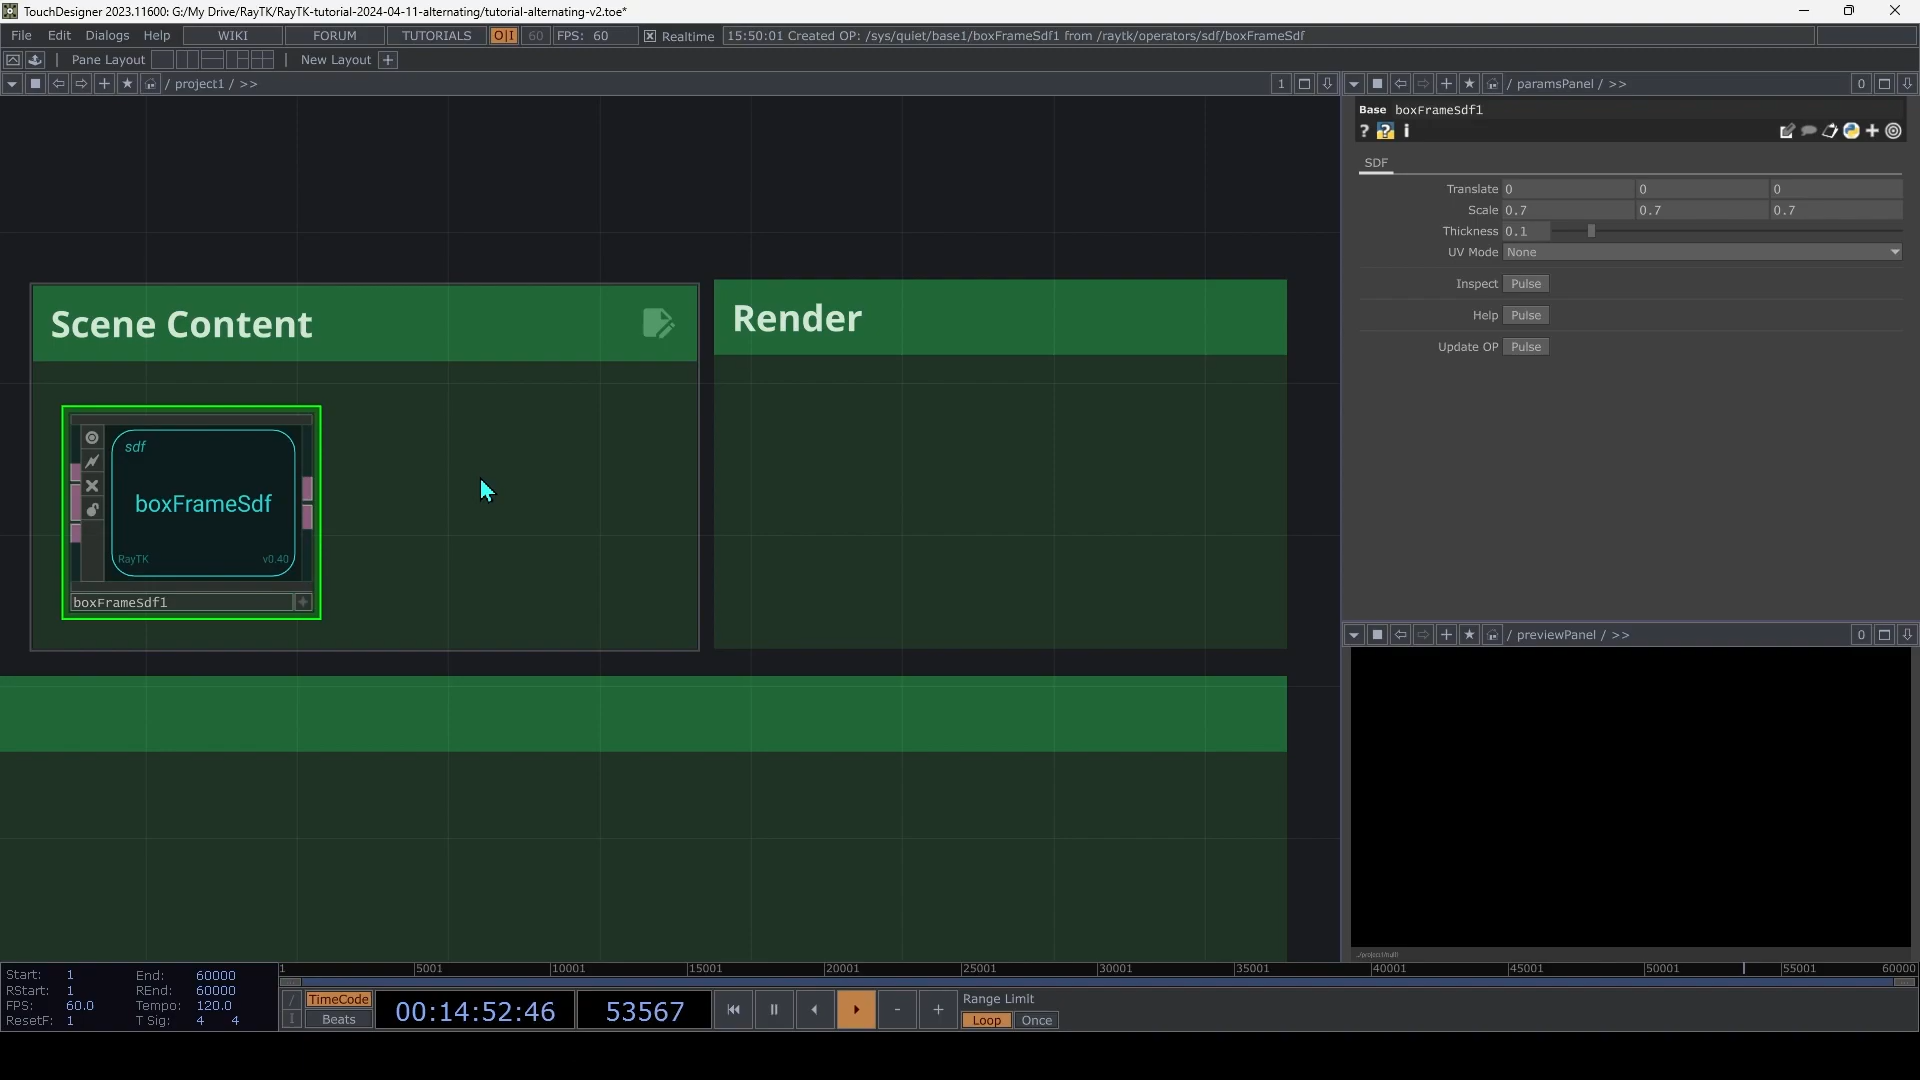 TouchDesigner 2023.11600: G:/My Drive/RayTK/RayTK-tutorial-2024-04-11-alternating/tutorial-alternating-v2.toe*
File Edit Dialogs Help WIKI FORUM TUTORIALS O|I 60 FPS: 60 Realtime 15:50:01 Created OP: /sys/quiet/base1/boxFrameSdf1 from /raytk/operators/sdf/boxFrameSdf
Pane Layout New Layout +
/ project1 / >> 1
/ paramsPanel / >> 0
Base boxFrameSdf1
? ? i
SDF
Translate 0 0 0
Scale 0.7 0.7 0.7
Thickness 0.1
UV Mode None
Inspect Pulse
Help Pulse
Update OP Pulse
Scene Content
Render
sdf
boxFrameSdf
RayTK v0.40
boxFrameSdf1
/ previewPanel / >> 0
Start: 1 End: 60000
RStart: 1 REnd: 60000
FPS: 60.0 Tempo: 120.0
ResetF: 1 T Sig: 4 4
1 5001 10001 15001 20001 25001 30001 35001 40001 45001 50001 55001 60000
TimeCode
Beats
00:14:52:46
53567
- +
Range Limit
Loop Once